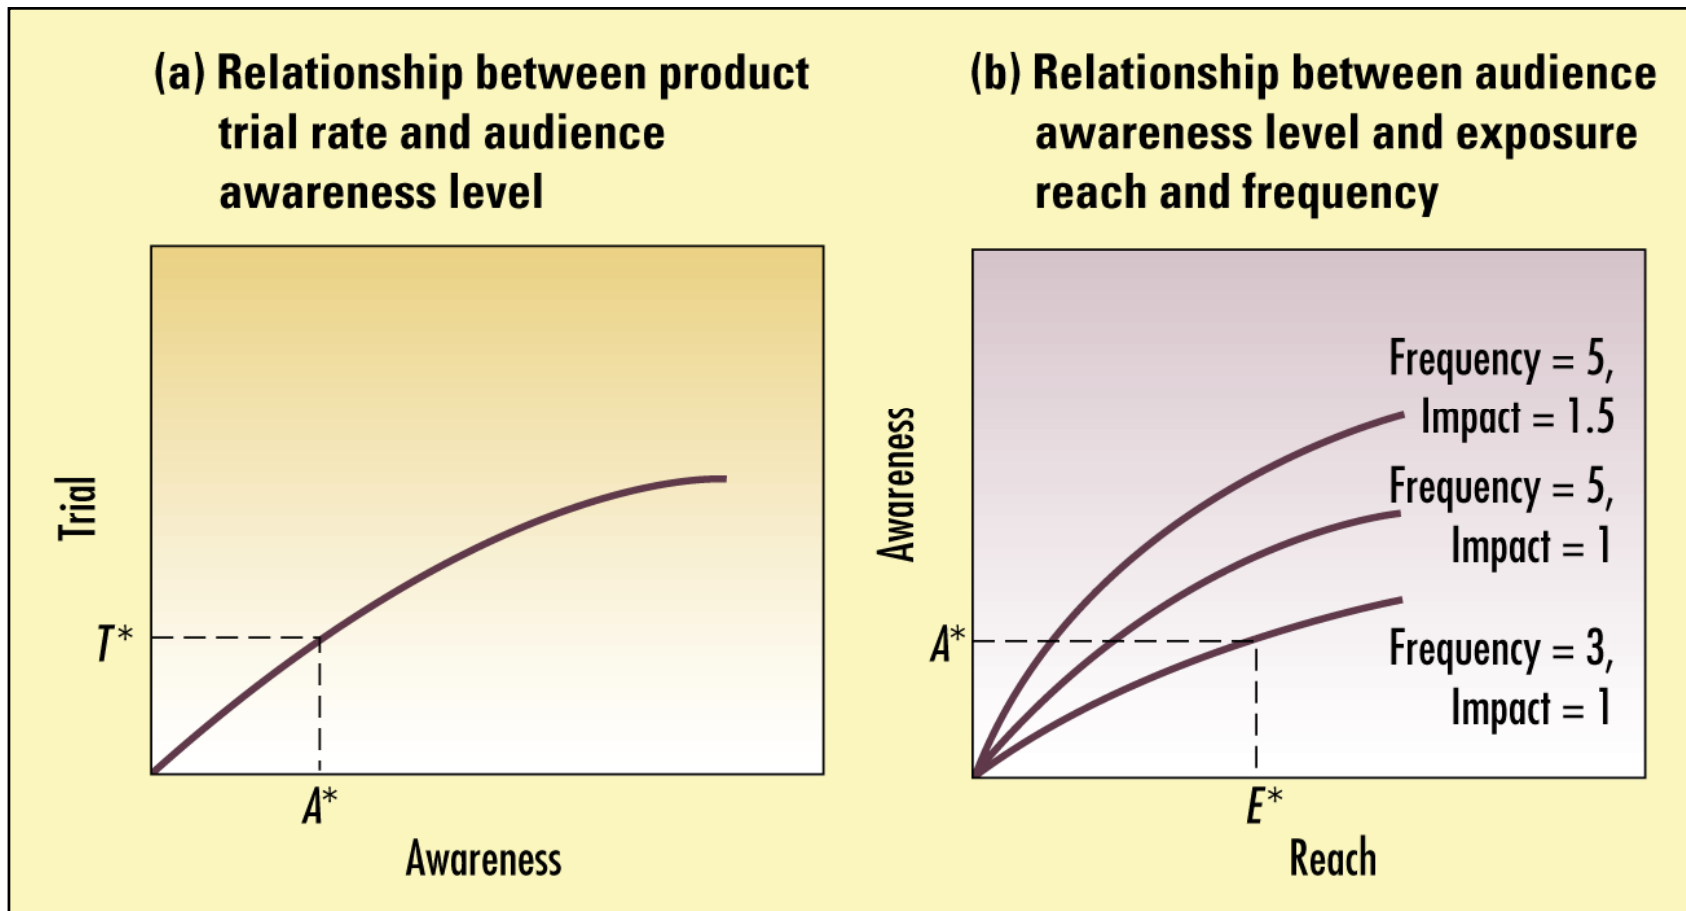 (a) Relationship between product
trial rate and audience
awareness level
Trial
T*
A*
Awareness
(b) Relationship between audience
awareness level and exposure
reach and frequency
Awareness
Frequency = 5,
Impact = 1.5
Frequency = 5,
Impact = 1
A*
Frequency = 3,
Impact = 1
E*
Reach